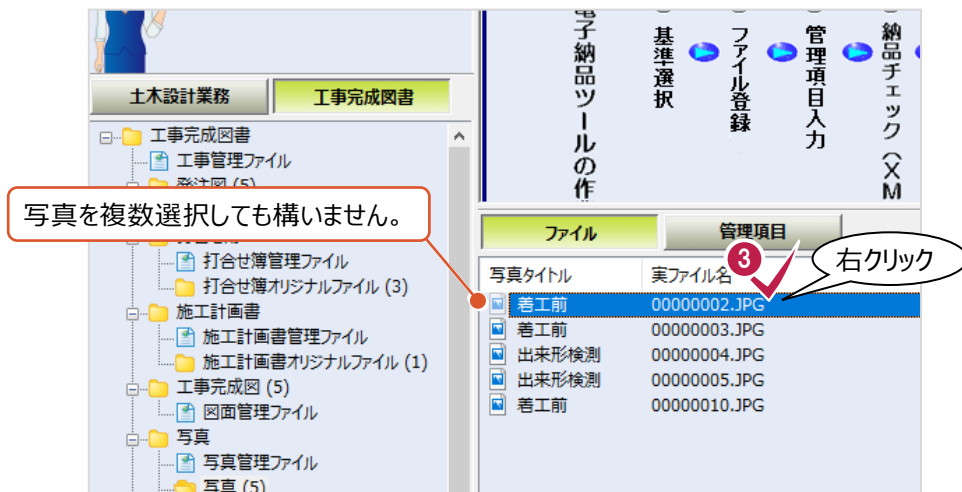 土木設計業務
工事完成図書
工事完成図書
工事管理ファイル
発注図 (5)
写真を複数選択しても構いません。
打合せ簿管理ファイル
打合せ簿オリジナルファイル (3)
施工計画書
施工計画書管理ファイル
施工計画書オリジナルファイル (1)
工事完成図 (5)
図面管理ファイル
写真
写真管理ファイル
写真 (5)
電子納品ツールの作
基準選択
ファイル登録
管理項目入力
納品チェック（XM
ファイル
管理項目
3
右クリック
写真タイトル 実ファイル名
着工前 00000002.JPG
着工前 00000003.JPG
出来形検測 00000004.JPG
出来形検測 00000005.JPG
着工前 00000010.JPG